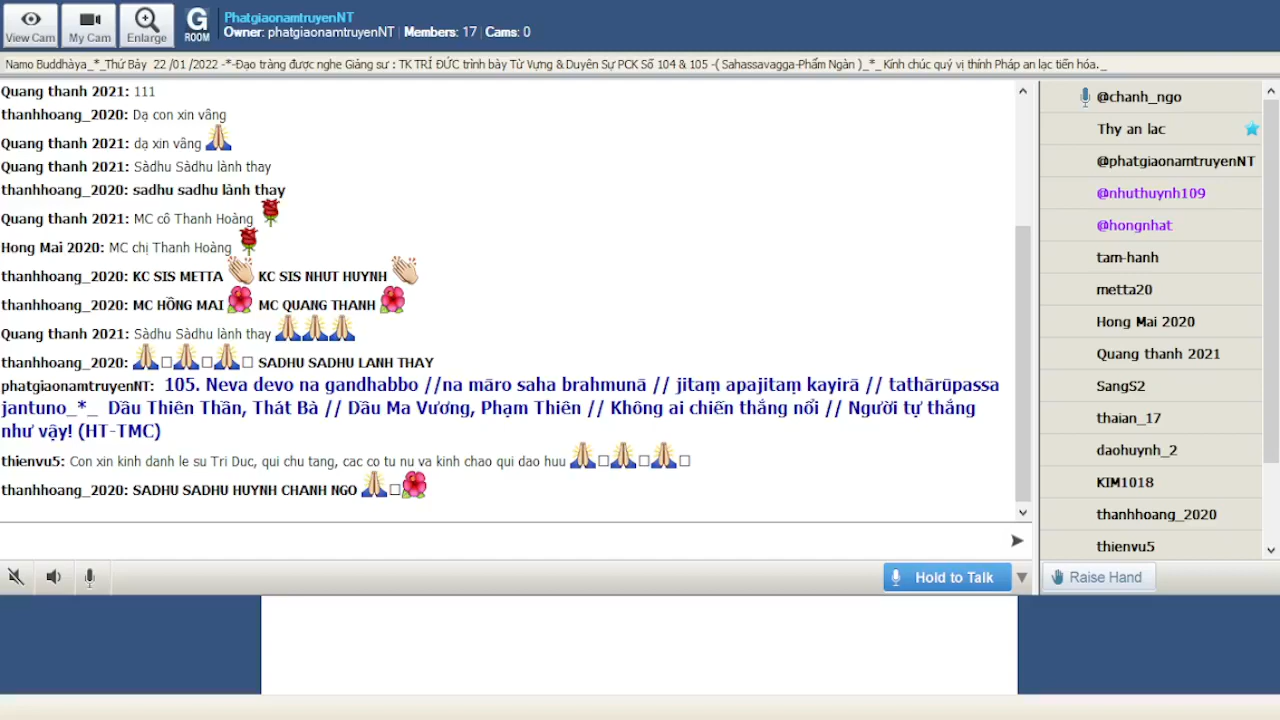 View Cam
My Cam
Enlarge
G
ROOM
PhatgiaonamtruyenNT
Owner: phatgiaonamtruyenNT | Members: 17 | Cams: 0
Namo Buddhàya_*_Thứ Bảy 22 /01 /2022 -*-Đạo tràng được nghe Giảng sư : TK TRÍ ĐỨC trình bày Từ Vựng & Duyên Sự PCK Số 104 & 105 -( Sahassavagga-Phẩm Ngàn )_*_ Kính chúc quý vị thính Pháp an lạc tiến hóa._
Quang thanh 2021: 111
thanhhoang_2020: Dạ con xin vâng
Quang thanh 2021: dạ xin vâng
Quang thanh 2021: Sàdhu Sàdhu lành thay
thanhhoang_2020: sadhu sadhu lành thay
Quang thanh 2021: MC cô Thanh Hoàng
Hong Mai 2020: MC chị Thanh Hoàng
thanhhoang_2020: KC SIS METTA KC SIS NHUT HUYNH
thanhhoang_2020: MC HỒNG MAI MC QUANG THANH
Quang thanh 2021: Sàdhu Sàdhu lành thay
thanhhoang_2020: SADHU SADHU LANH THAY
phatgiaonamtruyenNT: 105. Neva devo na gandhabbo //na māro saha brahmunā // jitaṃ apajitaṃ kayirā // tathārūpassa
jantuno_*_ Dầu Thiên Thần, Thát Bà // Dầu Ma Vương, Phạm Thiên // Không ai chiến thắng nổi // Người tự thắng
như vậy! (HT-TMC)
thienvu5: Con xin kinh danh le su Tri Duc, qui chu tang, cac co tu nu va kinh chao qui dao huu
thanhhoang_2020: SADHU SADHU HUYNH CHANH NGO
Hold to Talk
@chanh_ngo
Thy an lac
@phatgiaonamtruyenNT
@nhuthuynh109
@hongnhat
tam-hanh
metta20
Hong Mai 2020
Quang thanh 2021
SangS2
thaian_17
daohuynh_2
KIM1018
thanhhoang_2020
thienvu5
Raise Hand